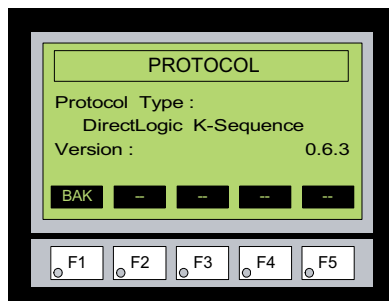 PROTOCOL
Protocol Type :
DirectLogic K-Sequence
Version : 0.6.3
BAK -- -- -- --
F1 F2 F3 F4 F5